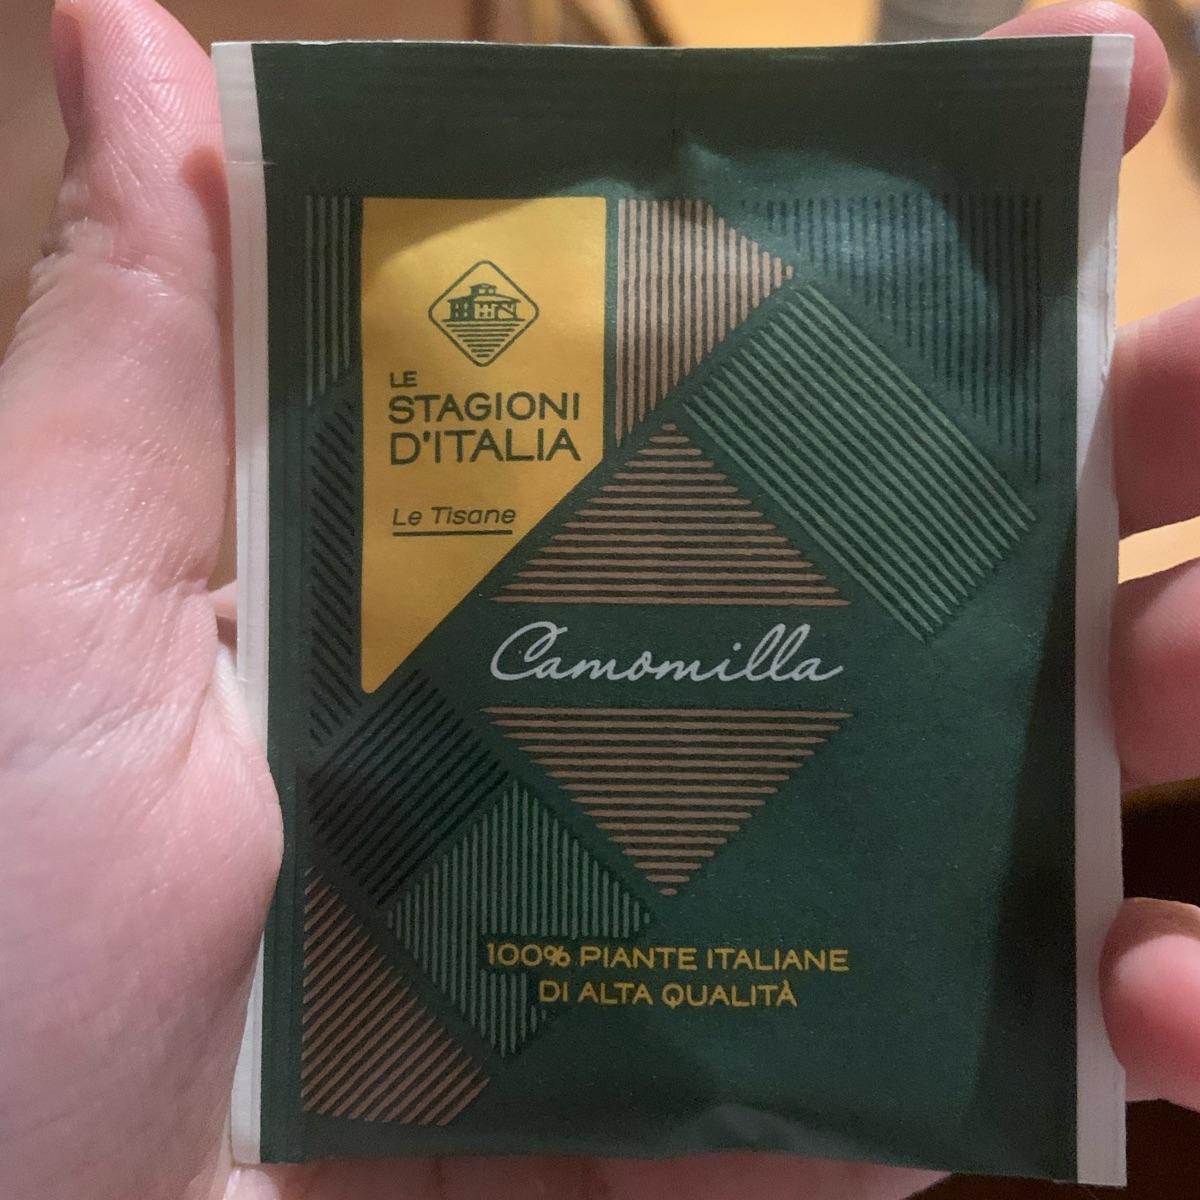 LE
STAGIONI
D'ITALIA
Le Tisane
Camomilla
100% PIANTE ITALIANE
DI ALTA QUALITÀ